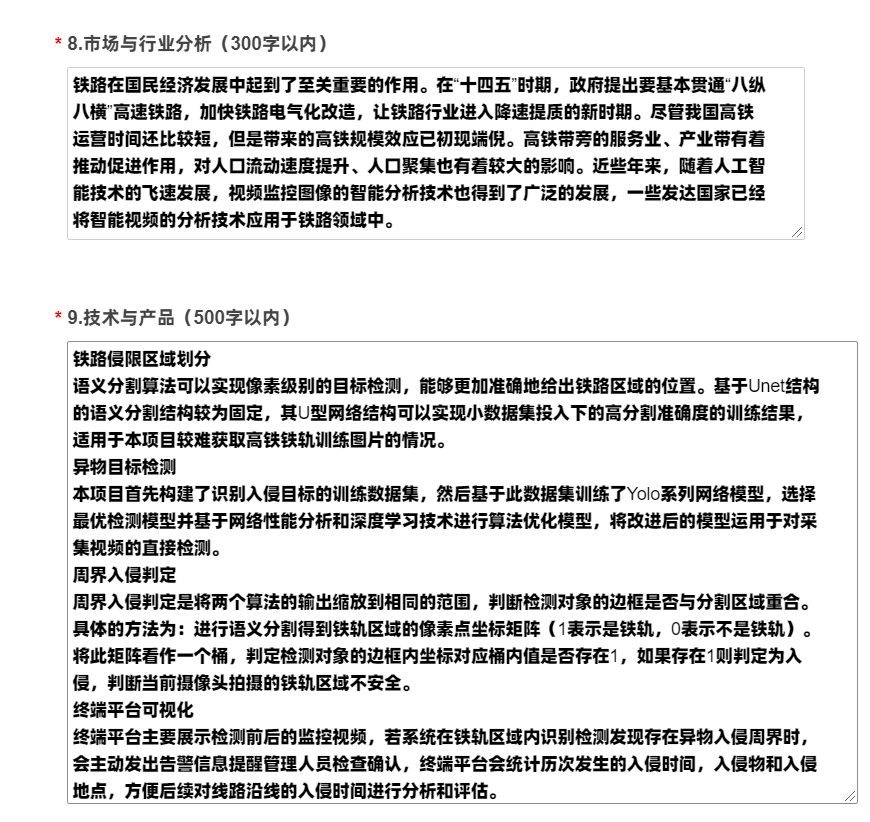 * 8.市场与行业分析（300字以内）
铁路在国民经济发展中起到了至关重要的作用。在“十四五”时期，政府提出要基本贯通“八纵
八横”高速铁路，加快铁路电气化改造，让铁路行业进入降速提质的新时期。尽管我国高铁
运营时间还比较短，但是带来的高铁规模效应已初现端倪。高铁带旁的服务业、产业带有着
推动促进作用，对人口流动速度提升、人口聚集也有着较大的影响。近些年来，随着人工智
能技术的飞速发展，视频监控图像的智能分析技术也得到了广泛的发展，一些发达国家已经
将智能视频的分析技术应用于铁路领域中。
* 9.技术与产品（500字以内）
铁路侵限区域划分
语义分割算法可以实现像素级别的目标检测，能够更加准确地给出铁路区域的位置。基于Unet结构
的语义分割结构较为固定，其U型网络结构可以实现小数据集投入下的高分割准确度的训练结果，
适用于本项目较难获取高铁铁轨训练图片的情况。
异物目标检测
本项目首先构建了识别入侵目标的训练数据集，然后基于此数据集训练了Yolo系列网络模型，选择
最优检测模型并基于网络性能分析和深度学习技术进行算法优化模型，将改进后的模型运用于对采
集视频的直接检测。
周界入侵判定
周界入侵判定是将两个算法的输出缩放到相同的范围，判断检测对象的边框是否与分割区域重合。
具体的方法为：进行语义分割得到铁轨区域的像素点坐标矩阵（1表示是铁轨，0表示不是铁轨）。
将此矩阵看作一个桶，判定检测对象的边框内坐标对应桶内值是否存在1，如果存在1则判定为入
侵，判断当前摄像头拍摄的铁轨区域不安全。
终端平台可视化
终端平台主要展示检测前后的监控视频，若系统在铁轨区域内识别检测发现存在异物入侵周界时，
会主动发出告警信息提醒管理人员检查确认，终端平台会统计历次发生的入侵时间，入侵物和入侵
地点，方便后续对线路沿线的入侵时间进行分析和评估。